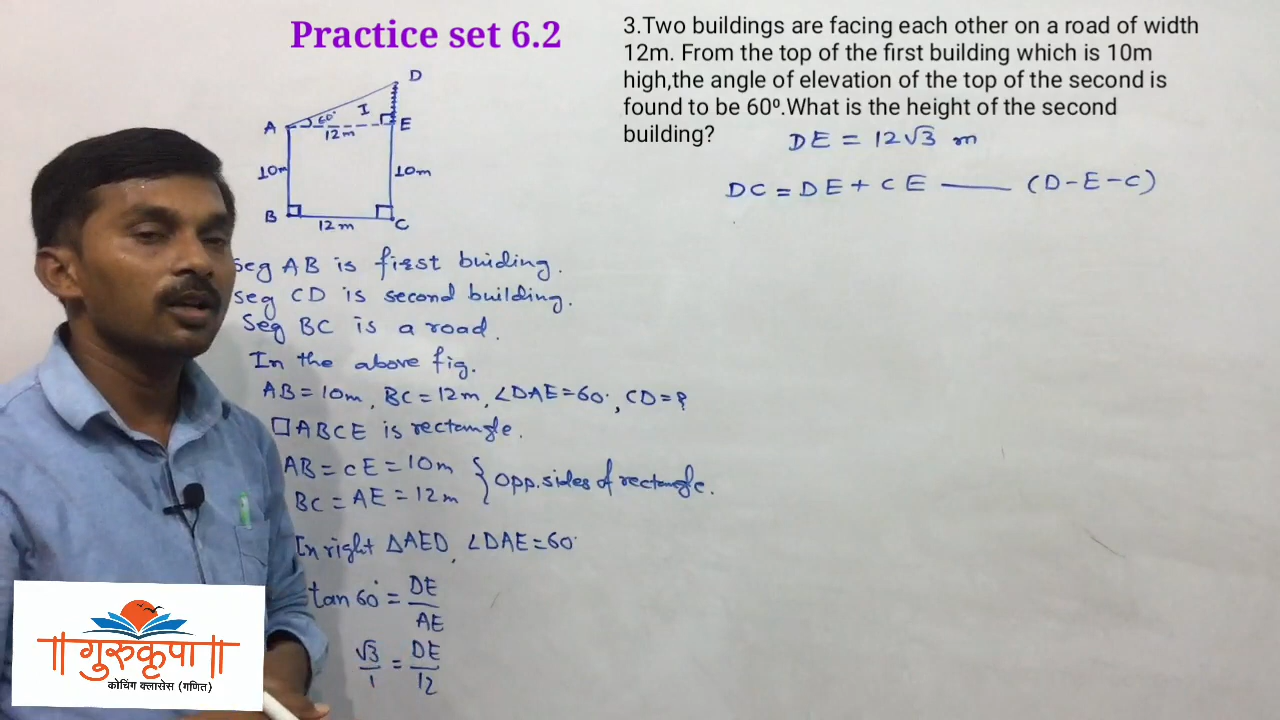 Practice set 6.2
3.Two buildings are facing each other on a road of width
12m. From the top of the first building which is 10m
high,the angle of elevation of the top of the second is
found to be 60⁰.What is the height of the second
building?
D
A 60° I E
12m
10m 10m
B 12m C
Seg AB is first buiding.
Seg CD is second building.
Seg BC is a road.
In the above fig.
AB = 10m, BC = 12m, ∠DAE = 60°, CD = ?
□ABCE is rectangle.
AB = CE = 10m } opp. sides of rectangle.
BC = AE = 12m
In right △AED, ∠DAE = 60°
tan 60° = DE/AE
√3/1 = DE/12
DE = 12√3 m
DC = DE + CE —— (D-E-C)
|| गुरुकृपा ||
कोचिंग क्लासेस (गणित)